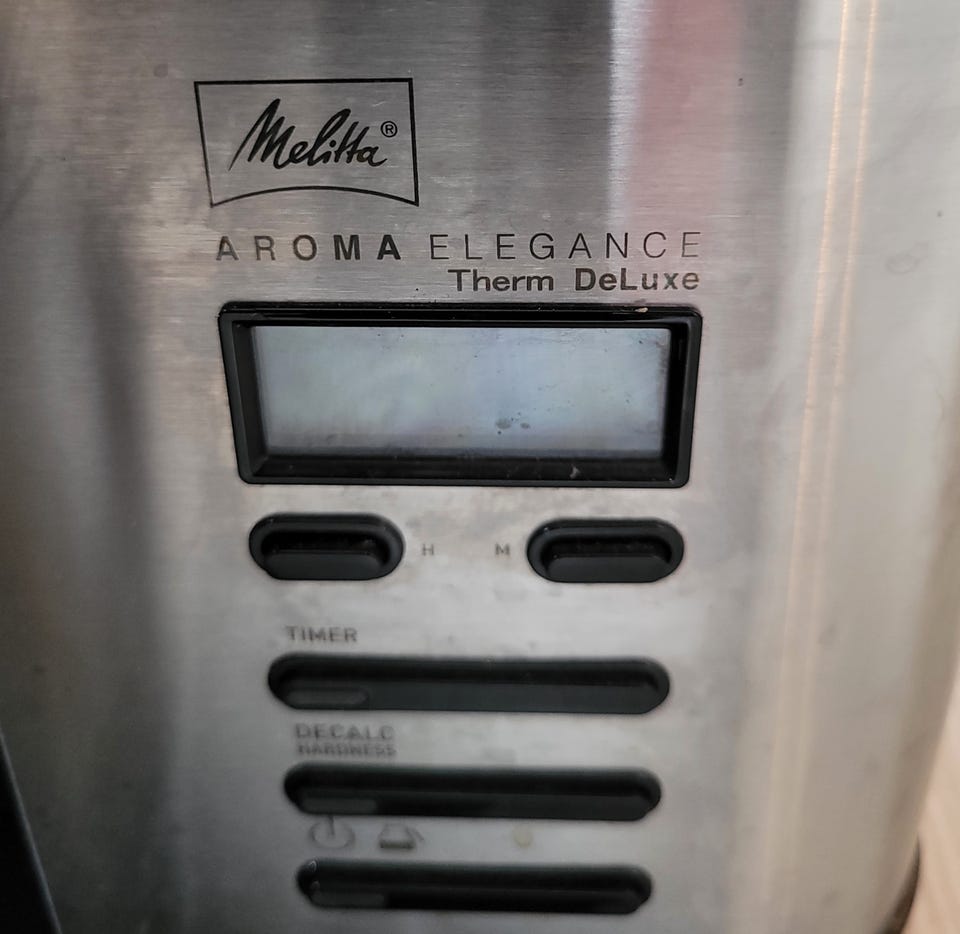 Melitta®
AROMA ELEGANCE
Therm DeLuxe
H M
TIMER
DECALC
HARDNESS